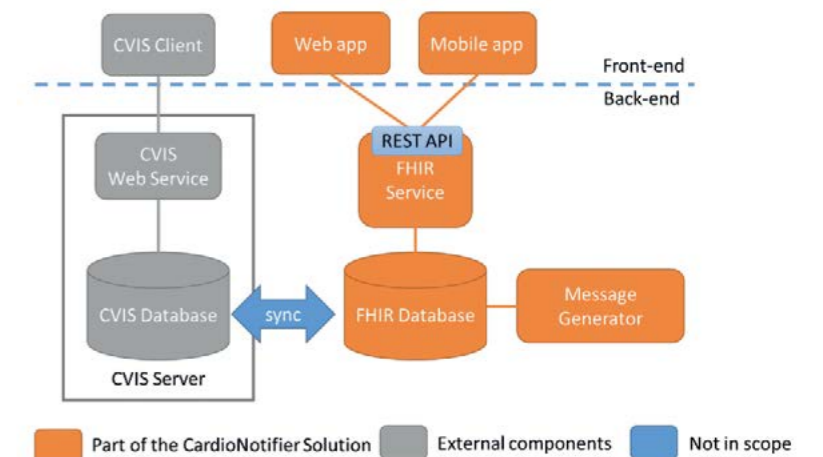 CVIS Client
Web app
Mobile app
Front-end
Back-end
REST API
CVIS
Web Service
FHIR
Service
CVIS Database
sync
FHIR Database
Message
Generator
CVIS Server
Part of the CardioNotifier Solution
External components
Not in scope